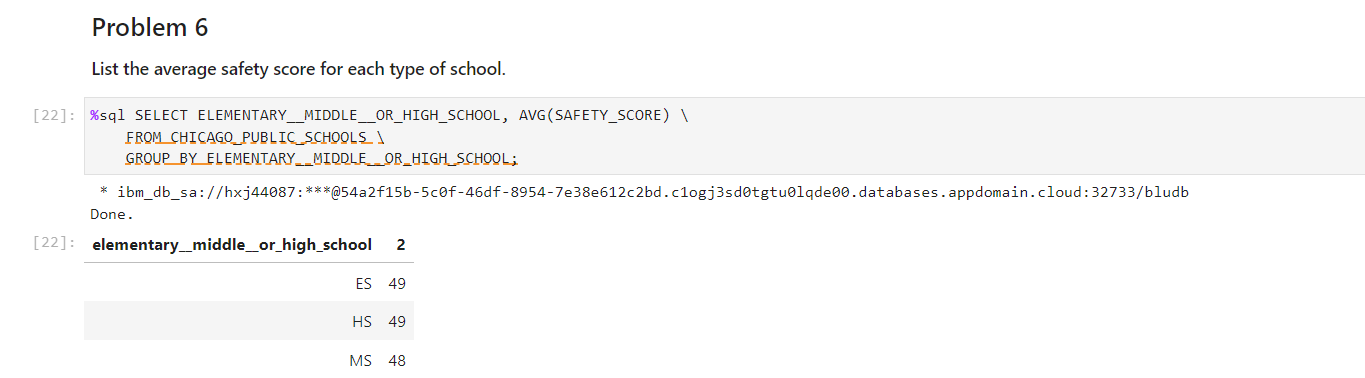 Problem 6
List the average safety score for each type of school.
[22]: %sql SELECT ELEMENTARY__MIDDLE__OR_HIGH_SCHOOL, AVG(SAFETY_SCORE) \
FROM CHICAGO_PUBLIC_SCHOOLS \
GROUP BY ELEMENTARY__MIDDLE__OR_HIGH_SCHOOL;
* ibm_db_sa://hxj44087:***@54a2f15b-5c0f-46df-8954-7e38e612c2bd.c1ogj3sd0tgtu0lqde00.databases.appdomain.cloud:32733/bludb
Done.
[22]: elementary__middle__or_high_school 2
ES 49
HS 49
MS 48